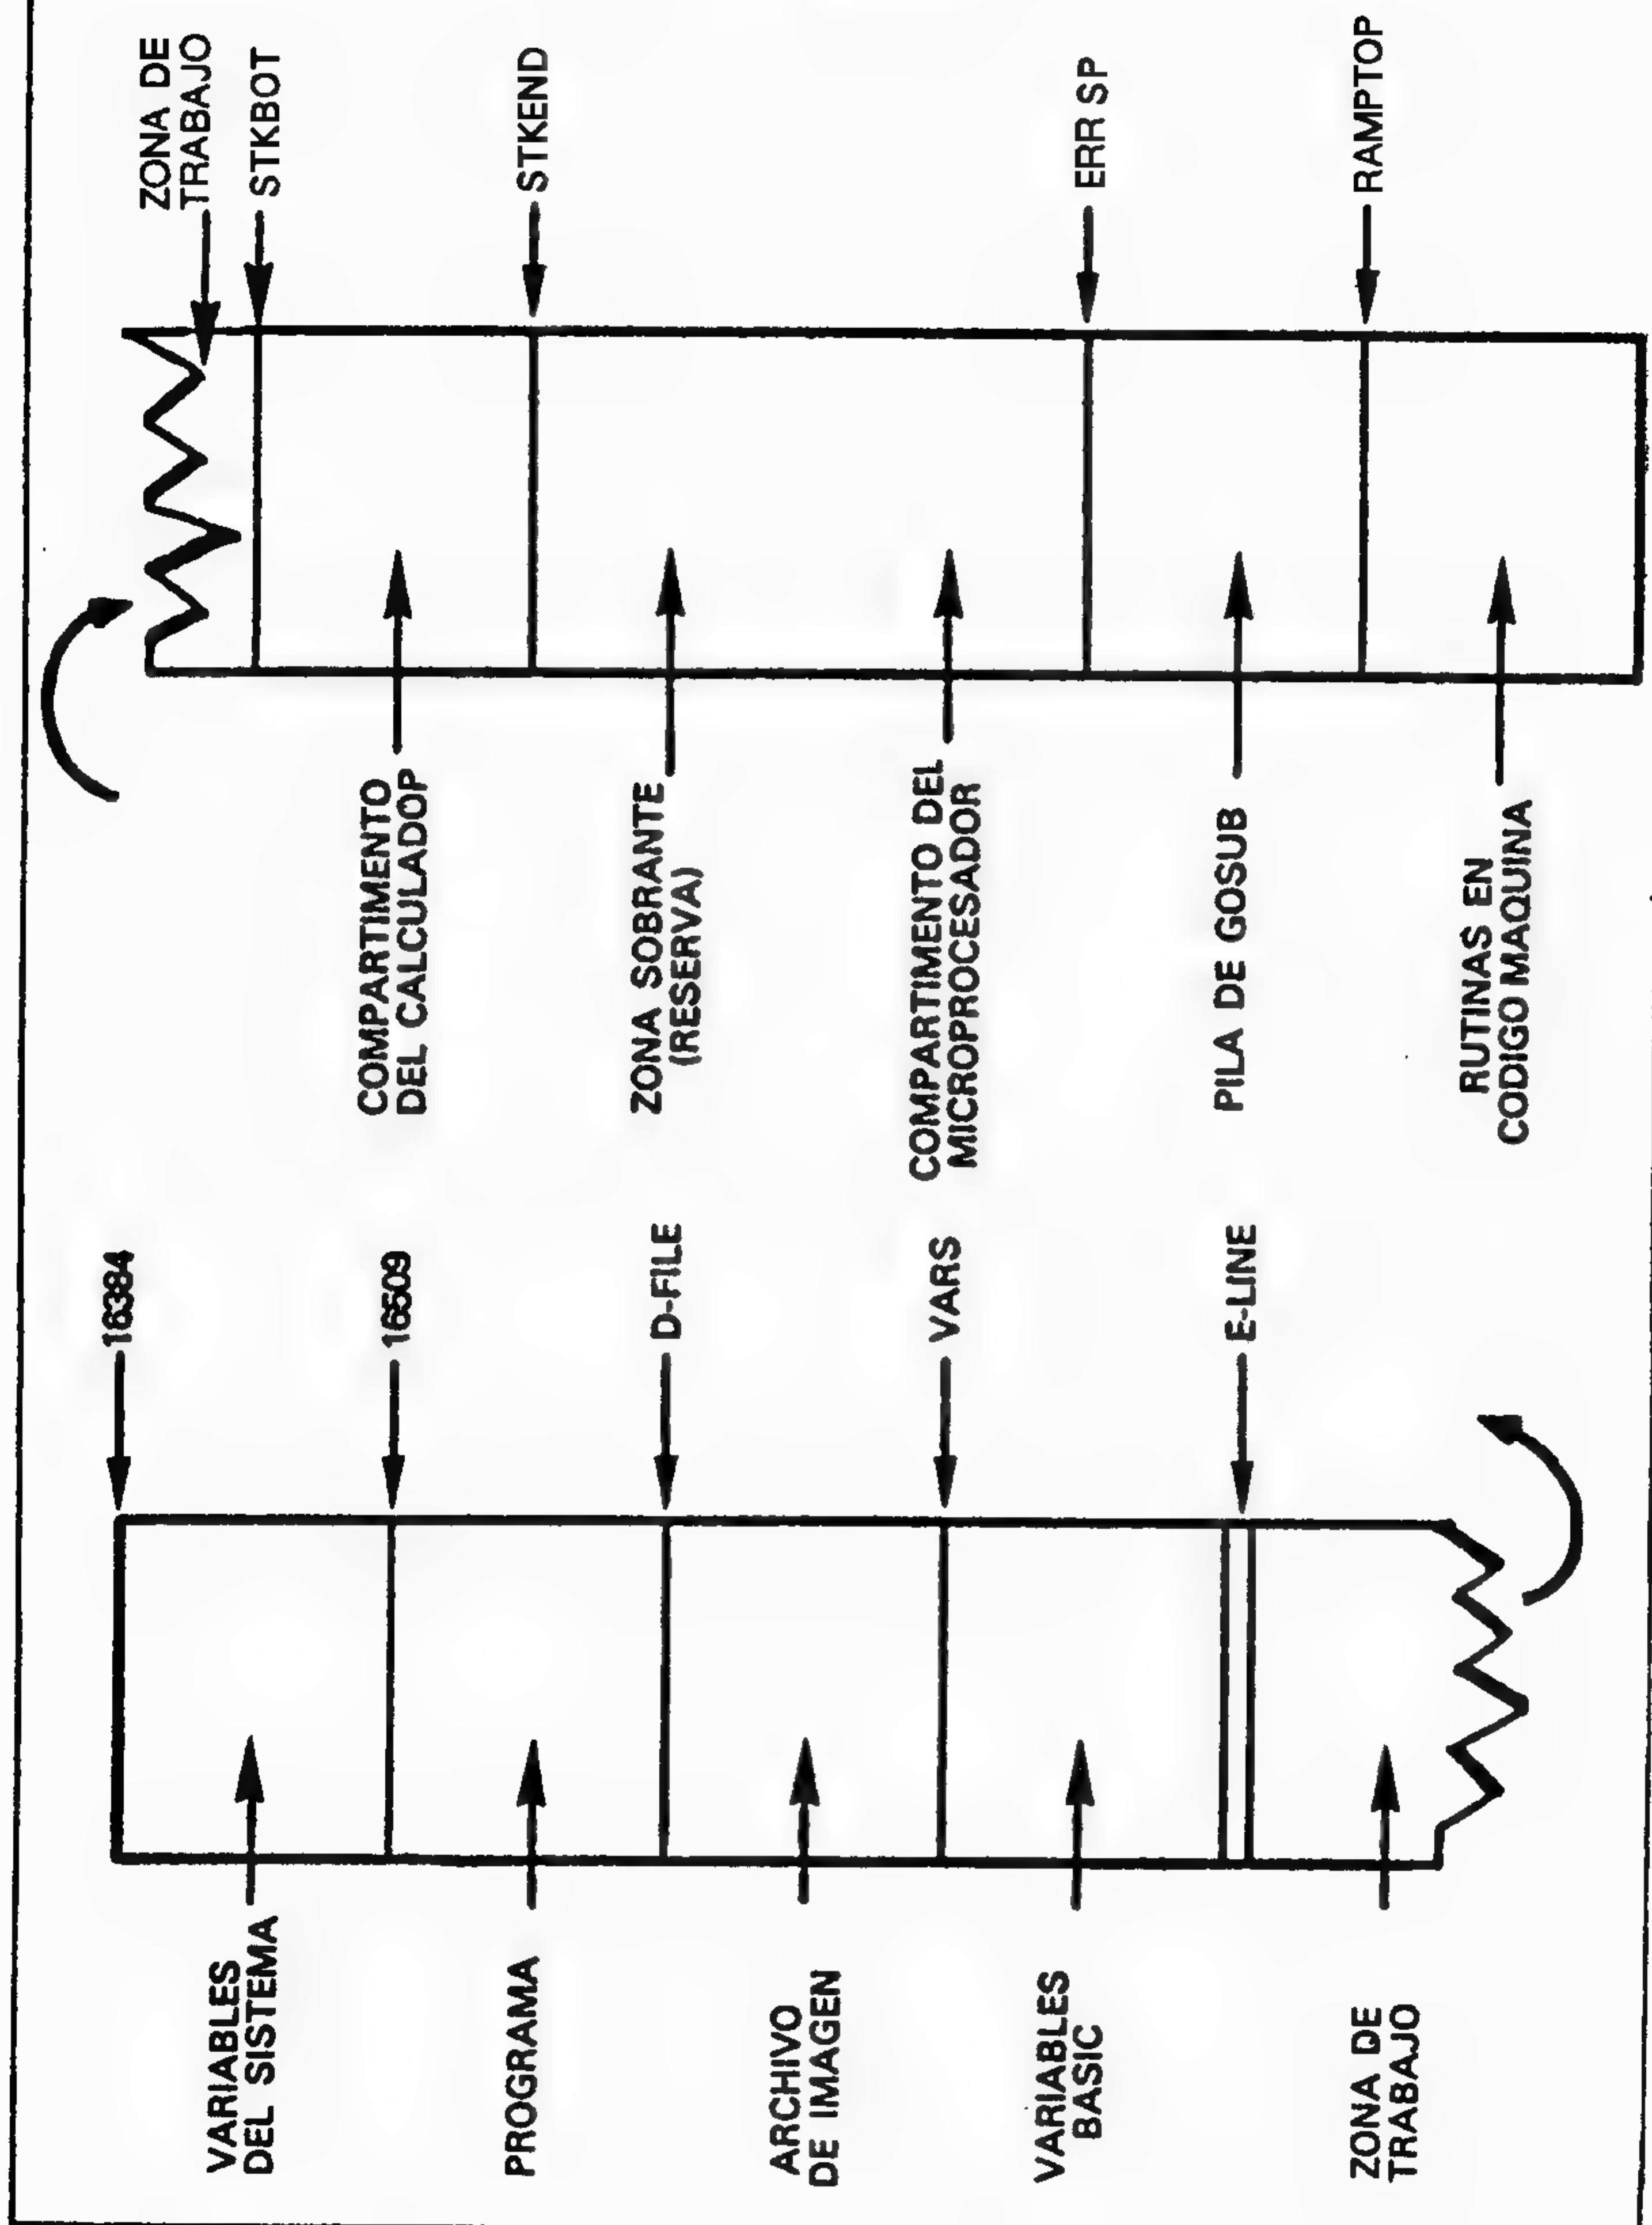 VARIABLES
DEL SISTEMA
PROGRAMA
ARCHIVO
DE IMAGEN
VARIABLES
BASIC
ZONA DE
TRABAJO
16384
16509
D-FILE
VARS
E-LINE
COMPARTIMENTO
DEL CALCULADOP
ZONA SOBRANTE
(RESERVA)
COMPARTIMENTO DEL
MICROPROCESADOR
PILA DE GOSUB
RUTINAS EN
CODIGO MAQUINA
ZONA DE
TRABAJO
STKBOT
STKEND
ERR SP
RAMPTOP